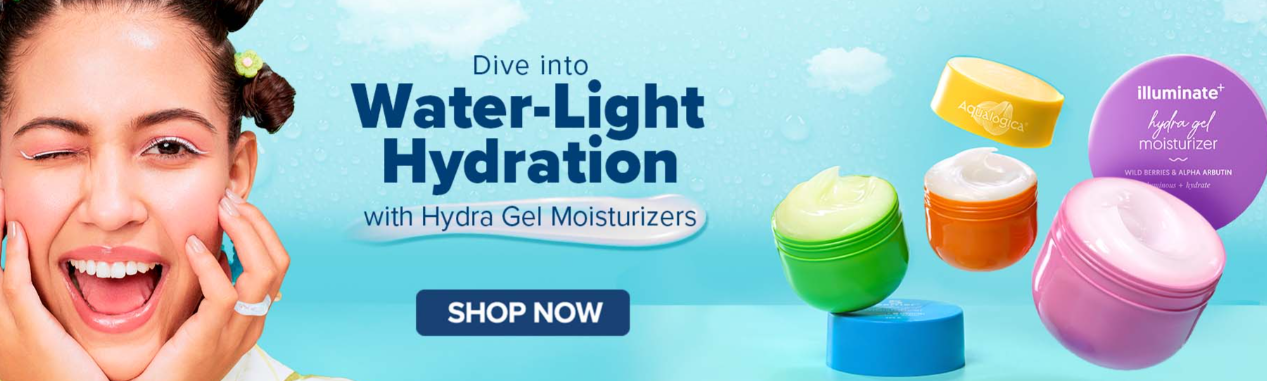 Dive into
Water-Light
Hydration
with Hydra Gel Moisturizers
SHOP NOW
Aqualogica®
illuminate+
hydra gel
moisturizer
WILD BERRIES & ALPHA ARBUTIN
+ hydrate